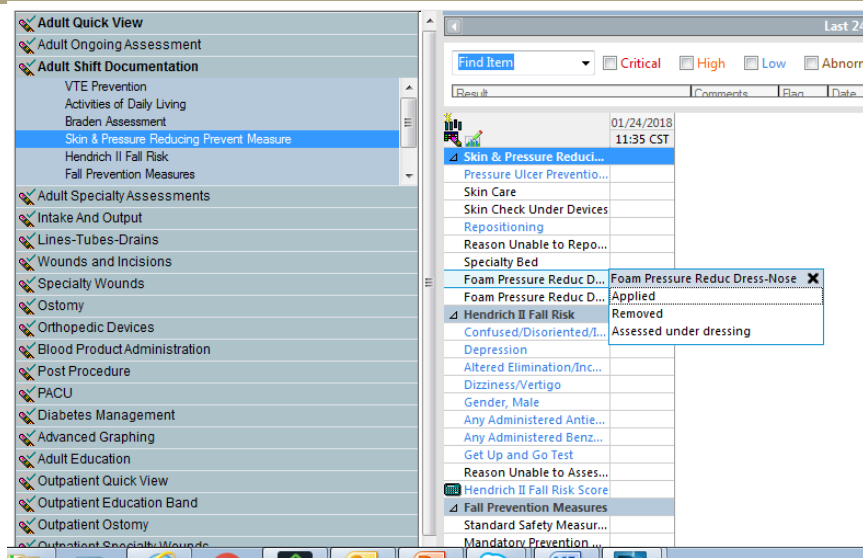 Adult Quick View
Adult Ongoing Assessment
Adult Shift Documentation
VTE Prevention
Activities of Daily Living
Braden Assessment
Skin & Pressure Reducing Prevent Measure
Hendrich II Fall Risk
Fall Prevention Measures
Adult Specialty Assessments
Intake And Output
Lines-Tubes-Drains
Wounds and Incisions
Specialty Wounds
Ostomy
Orthopedic Devices
Blood Product Administration
Post Procedure
PACU
Diabetes Management
Advanced Graphing
Adult Education
Outpatient Quick View
Outpatient Education Band
Outpatient Ostomy
Outpatient Specialty Wounds
Last 24
Find Item Critical High Low Abnorm
Result Comments Flag Date
01/24/2018
11:35 CST
Skin & Pressure Reduci...
Pressure Ulcer Preventio...
Skin Care
Skin Check Under Devices
Repositioning
Reason Unable to Repo...
Specialty Bed
Foam Pressure Reduc D...
Foam Pressure Reduc D...
Foam Pressure Reduc Dress-Nose
Applied
Removed
Assessed under dressing
Hendrich II Fall Risk
Confused/Disoriented/I...
Depression
Altered Elimination/Inc...
Dizziness/Vertigo
Gender, Male
Any Administered Antie...
Any Administered Benz...
Get Up and Go Test
Reason Unable to Asses...
Hendrich II Fall Risk Score
Fall Prevention Measures
Standard Safety Measur...
Mandatory Prevention ...